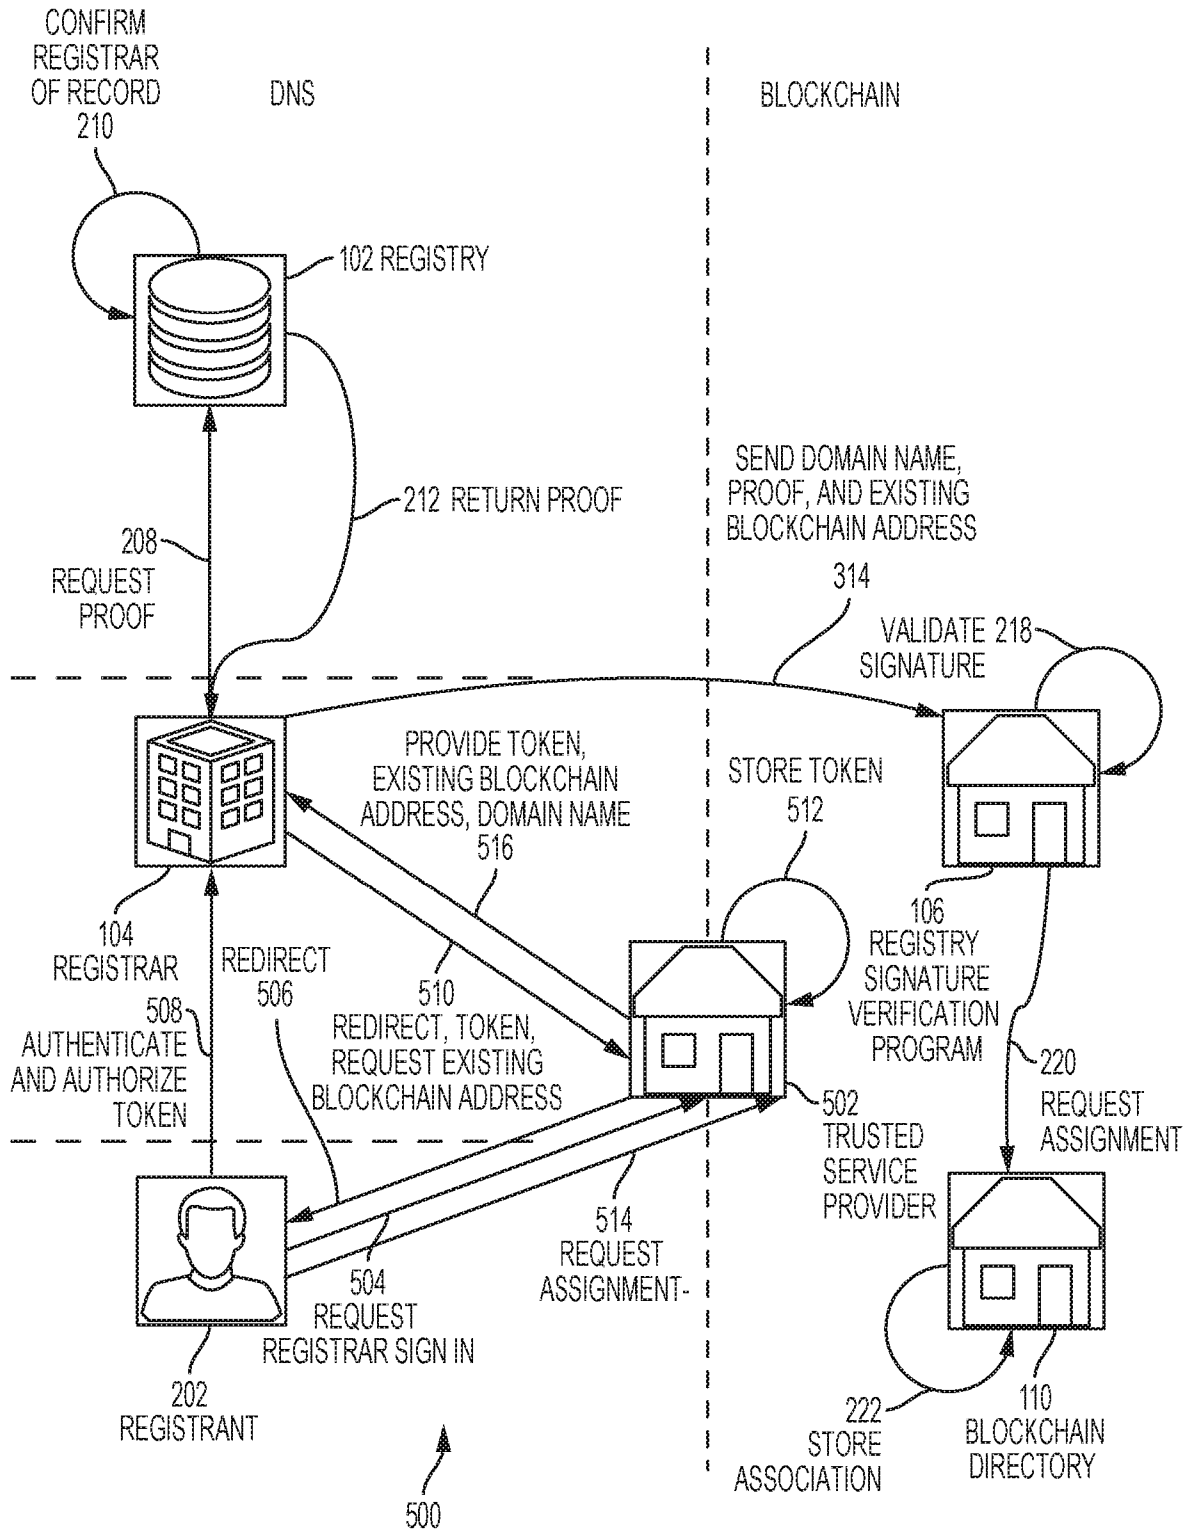 CONFIRM
REGISTRAR
OF RECORD
210
DNS
BLOCKCHAIN
102 REGISTRY
212 RETURN PROOF
208
REQUEST
PROOF
SEND DOMAIN NAME,
PROOF, AND EXISTING
BLOCKCHAIN ADDRESS
314
VALIDATE 218
SIGNATURE
PROVIDE TOKEN,
EXISTING BLOCKCHAIN
ADDRESS, DOMAIN NAME
516
STORE TOKEN
512
104
REGISTRAR
106
REGISTRY
SIGNATURE
VERIFICATION
PROGRAM
REDIRECT
506
510
REDIRECT, TOKEN,
REQUEST EXISTING
BLOCKCHAIN ADDRESS
508
AUTHENTICATE
AND AUTHORIZE
TOKEN
220
REQUEST
ASSIGNMENT
502
TRUSTED
SERVICE
PROVIDER
514
REQUEST
ASSIGNMENT-
504
REQUEST
REGISTRAR SIGN IN
202
REGISTRANT
222
STORE
ASSOCIATION
110
BLOCKCHAIN
DIRECTORY
500